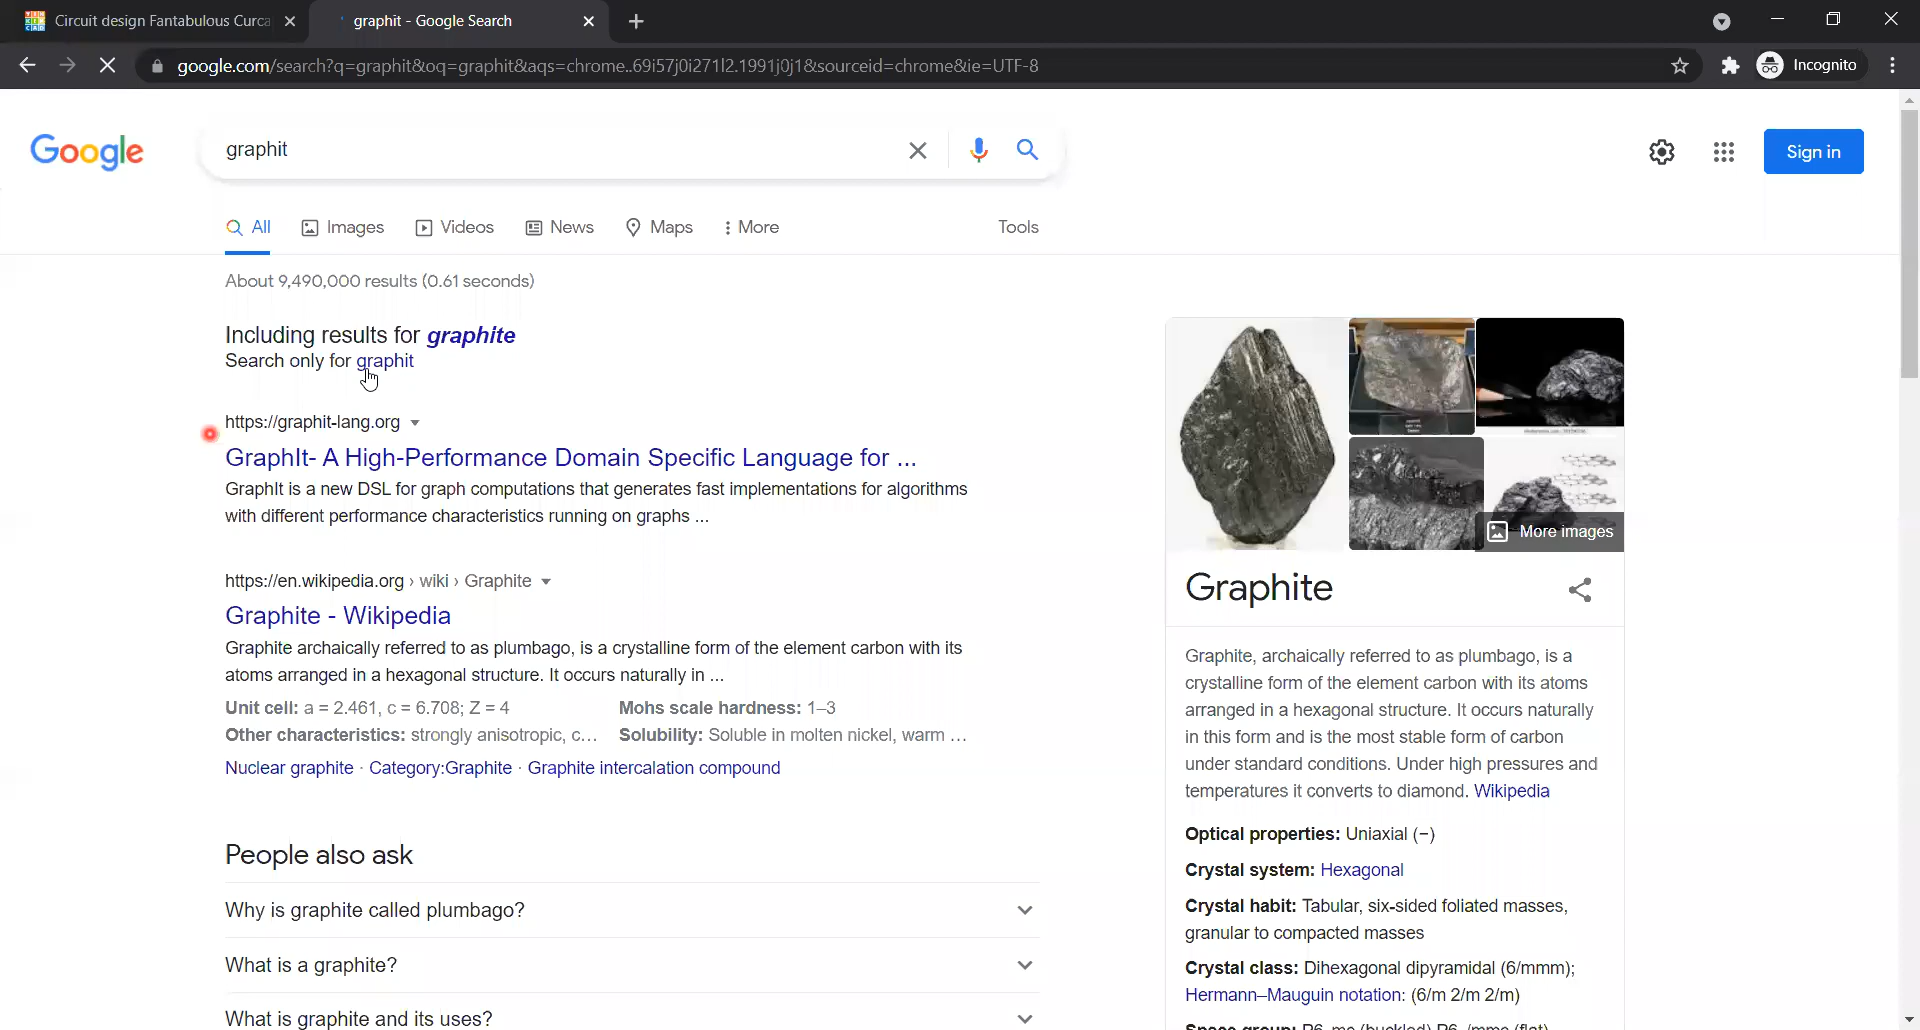 Circuit design Fantabulous Curca
graphit - Google Search
google.com/search?q=graphit&oq=graphit&aqs=chrome..69i57j0i271l2.1991j0j1&sourceid=chrome&ie=UTF-8
Incognito
Google
graphit
Sign in
All
Images
Videos
News
Maps
More
Tools
About 9,490,000 results (0.61 seconds)
Including results for graphite
Search only for graphit
https://graphit-lang.org
GraphIt- A High-Performance Domain Specific Language for ...
GraphIt is a new DSL for graph computations that generates fast implementations for algorithms
with different performance characteristics running on graphs ...
https://en.wikipedia.org › wiki › Graphite
Graphite - Wikipedia
Graphite archaically referred to as plumbago, is a crystalline form of the element carbon with its
atoms arranged in a hexagonal structure. It occurs naturally in ...
Unit cell: a = 2.461, c = 6.708; Z = 4
Mohs scale hardness: 1–3
Other characteristics: strongly anisotropic, c...
Solubility: Soluble in molten nickel, warm ...
Nuclear graphite · Category:Graphite · Graphite intercalation compound
People also ask
Why is graphite called plumbago?
What is a graphite?
What is graphite and its uses?
More images
Graphite
Graphite, archaically referred to as plumbago, is a
crystalline form of the element carbon with its atoms
arranged in a hexagonal structure. It occurs naturally
in this form and is the most stable form of carbon
under standard conditions. Under high pressures and
temperatures it converts to diamond. Wikipedia
Optical properties: Uniaxial (−)
Crystal system: Hexagonal
Crystal habit: Tabular, six-sided foliated masses,
granular to compacted masses
Crystal class: Dihexagonal dipyramidal (6/mmm);
Hermann–Mauguin notation: (6/m 2/m 2/m)